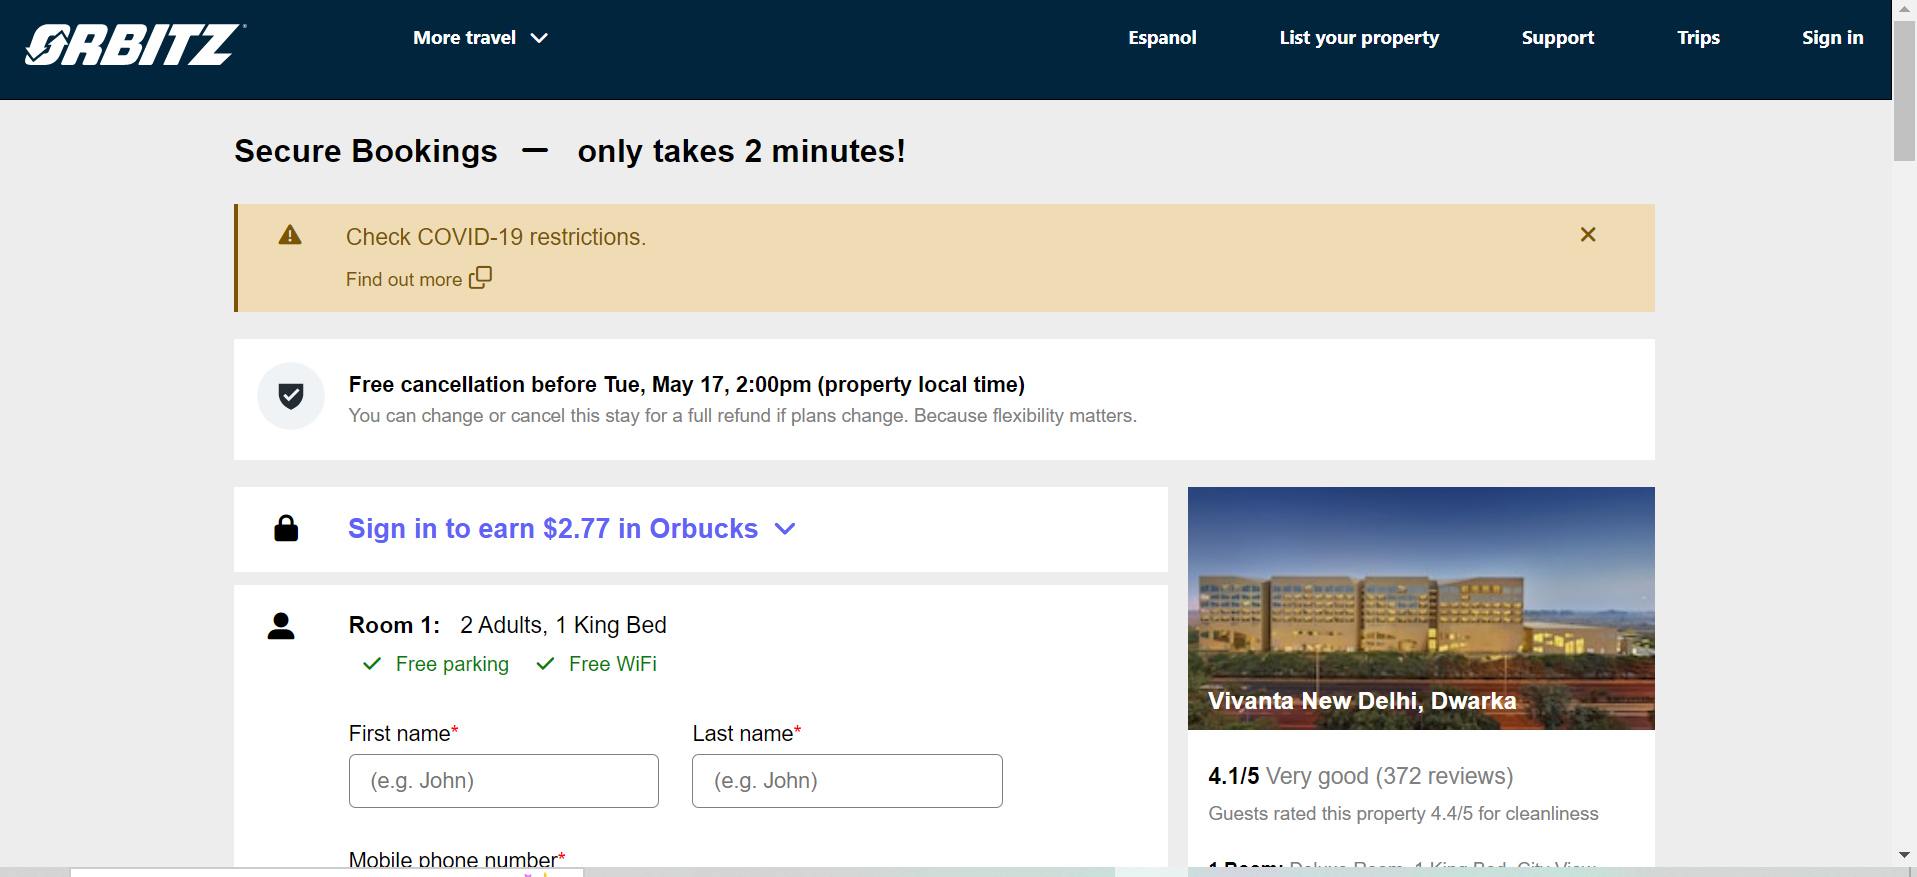 ORBITZ
More travel
Espanol
List your property
Support
Trips
Sign in
Secure Bookings — only takes 2 minutes!
Check COVID-19 restrictions.
Find out more
Free cancellation before Tue, May 17, 2:00pm (property local time)
You can change or cancel this stay for a full refund if plans change. Because flexibility matters.
Sign in to earn $2.77 in Orbucks
Room 1: 2 Adults, 1 King Bed
Free parking
Free WiFi
First name*
Last name*
(e.g. John)
(e.g. John)
Mobile phone number*
Vivanta New Delhi, Dwarka
4.1/5 Very good (372 reviews)
Guests rated this property 4.4/5 for cleanliness
1 Room: Deluxe Room, 1 King Bed, City View